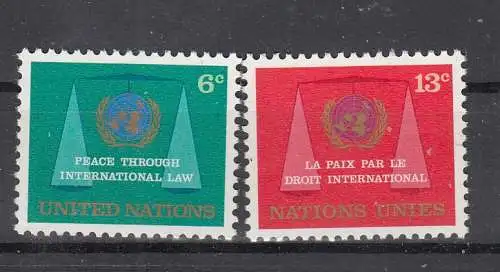 6c
PEACE THROUGH
INTERNATIONAL LAW
UNITED NATIONS
13c
LA PAIX PAR LE
DROIT INTERNATIONAL
NATIONS UNIES